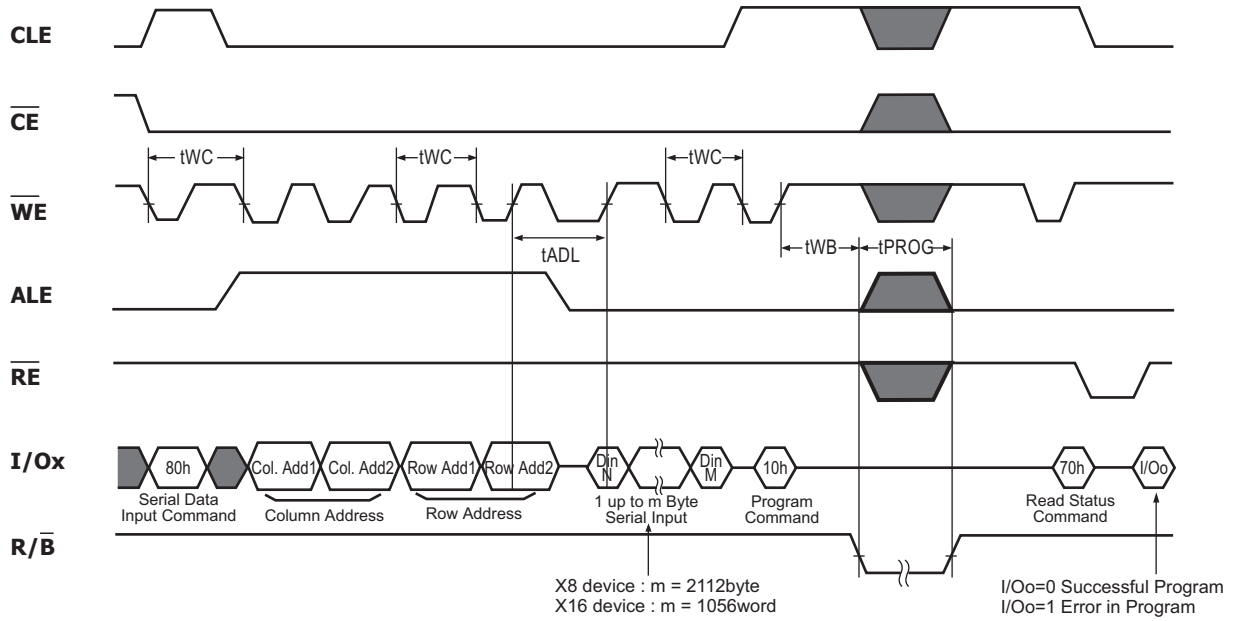 CLE
CE
tWC
tWC
tWC
WE
tADL
tWB
tPROG
ALE
RE
I/Ox
80h
Col. Add1
Col. Add2
Row Add1
Row Add2
Din
N
Din
M
10h
70h
I/Oo
Serial Data
Input Command
Column Address
Row Address
1 up to m Byte
Serial Input
Program
Command
Read Status
Command
R/B
X8 device : m = 2112byte
X16 device : m = 1056word
I/Oo=0 Successful Program
I/Oo=1 Error in Program